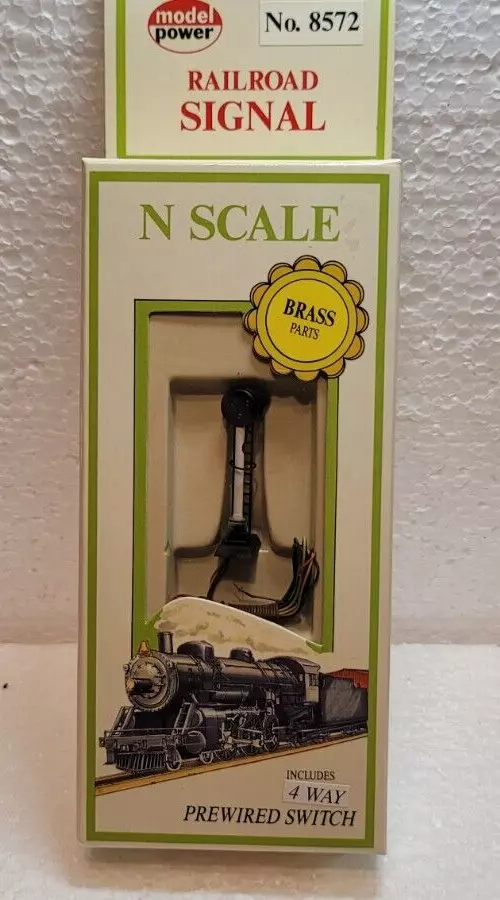 model
power
No. 8572
RAILROAD
SIGNAL
N SCALE
BRASS
PARTS
INCLUDES
4 WAY
PREWIRED SWITCH